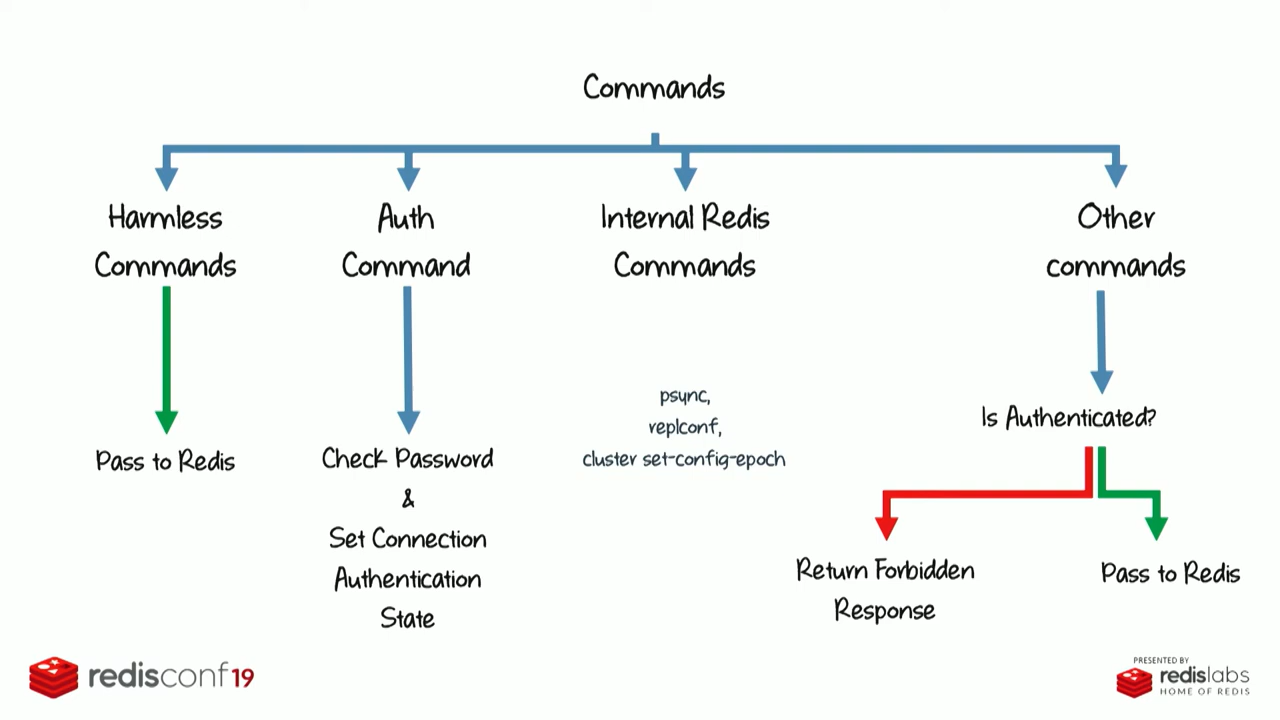 Commands
Harmless
Commands
Auth
Command
Internal Redis
Commands
Other
commands
Pass to Redis
Check Password
&
Set Connection
Authentication
State
psync,
replconf,
cluster set-config-epoch
Is Authenticated?
Return Forbidden
Response
Pass to Redis
redisconf19
PRESENTED BY
redislabs
HOME OF REDIS